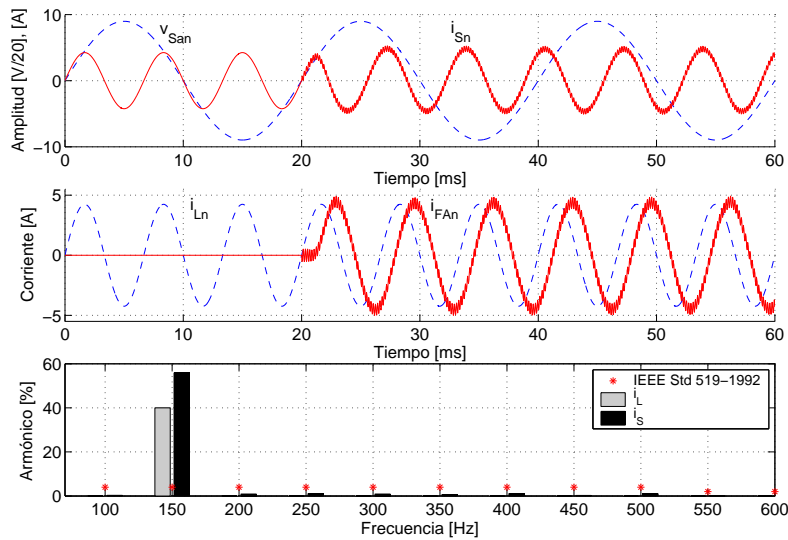 v_San
i_Sn
Amplitud [V/20], [A]
10
0
−10
0
10
20
30
40
50
60
Tiempo [ms]
i_Ln
i_FAn
Corriente [A]
5
0
−5
0
10
20
30
40
50
60
Tiempo [ms]
Armónico [%]
60
40
20
0
IEEE Std 519−1992
i_L
i_S
100
150
200
250
300
350
400
450
500
550
600
Frecuencia [Hz]